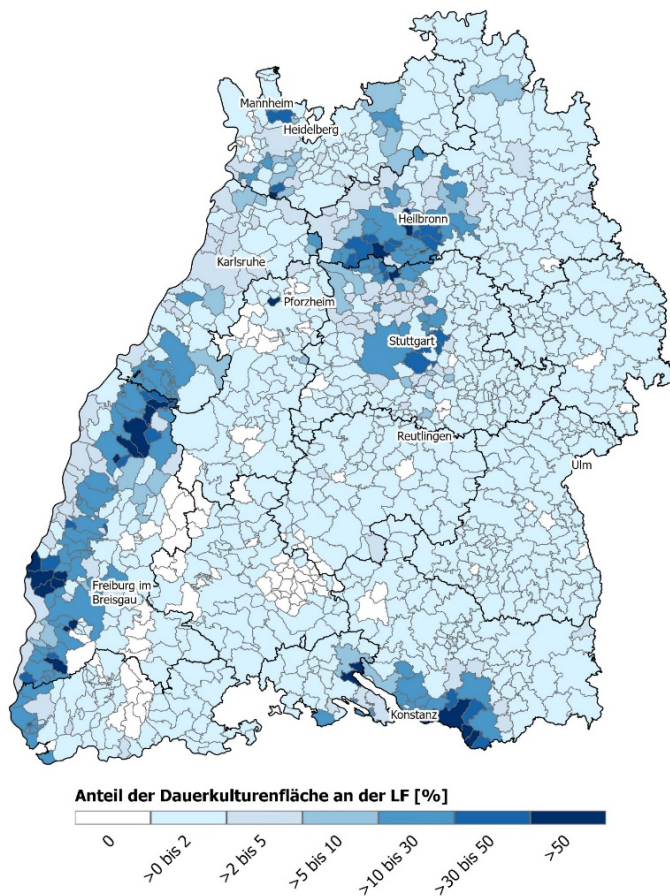 Mannheim
Heidelberg
Heilbronn
Karlsruhe
Pforzheim
Stuttgart
Reutlingen
Ulm
Freiburg im
Breisgau
Konstanz
Anteil der Dauerkulturenfläche an der LF [%]
0
>0 bis 2
>2 bis 5
>5 bis 10
>10 bis 30
>30 bis 50
>50